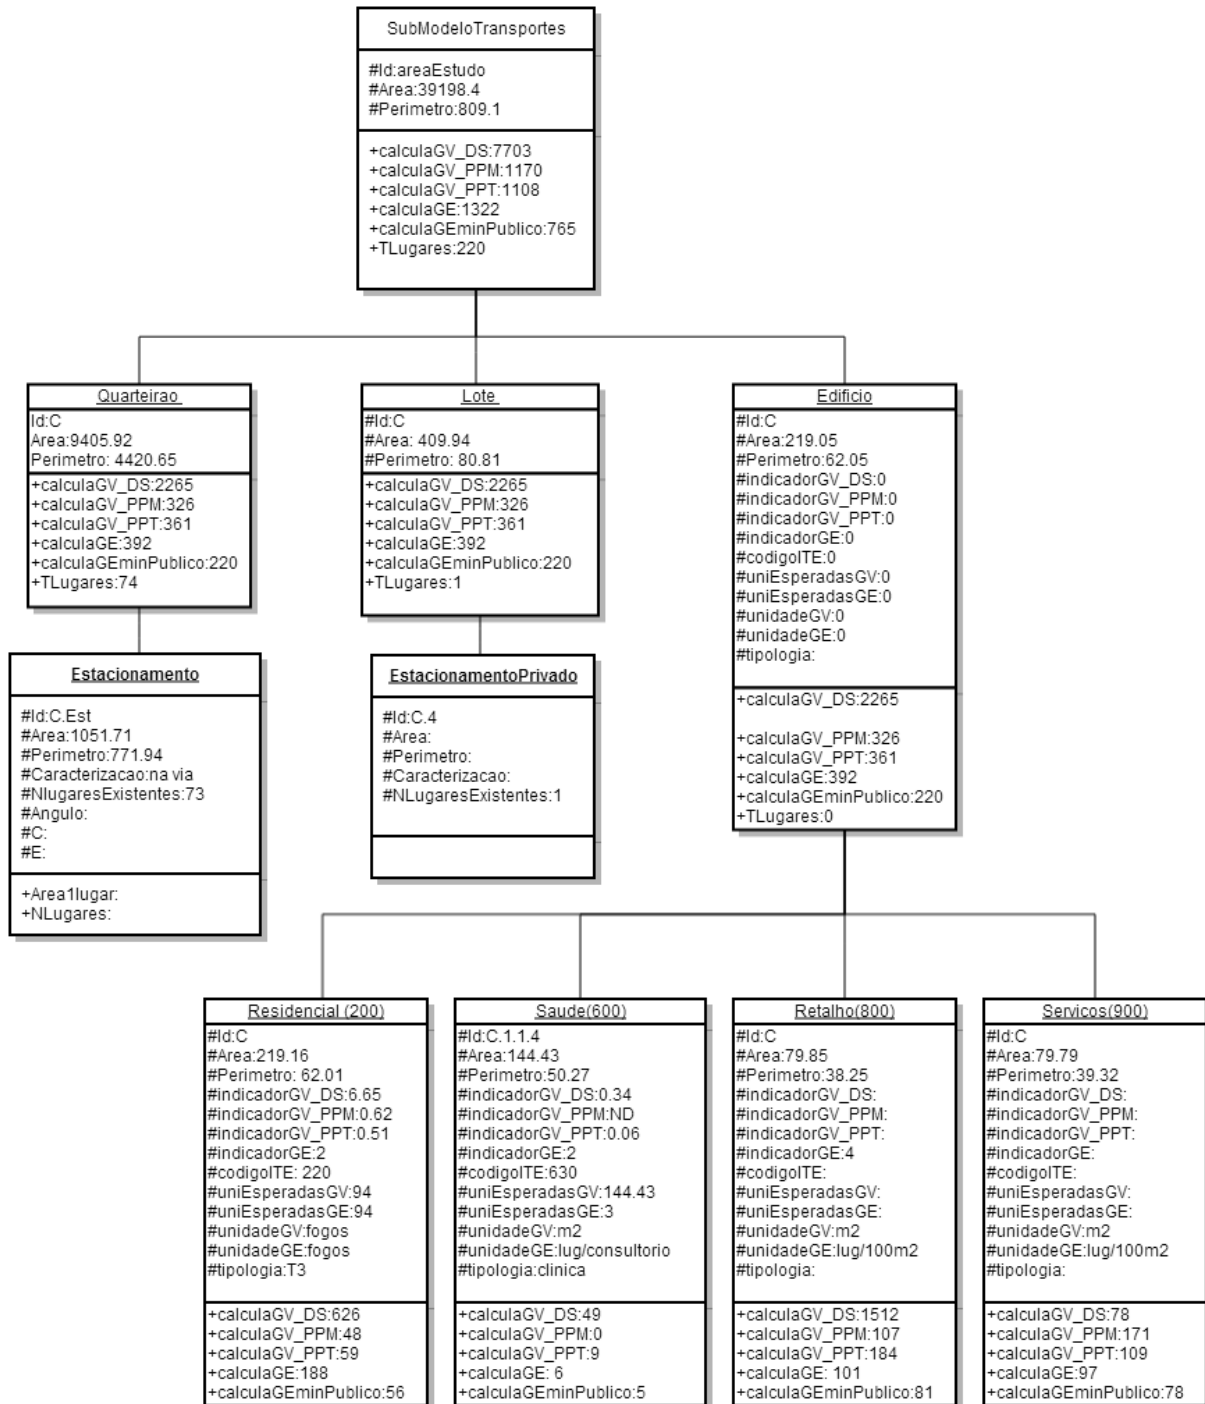 SubModeloTransportes
#Id:areaEstudo
#Area:39198.4
#Perimetro:809.1
+calculaGV_DS:7703
+calculaGV_PPM:1170
+calculaGV_PPT:1108
+calculaGE:1322
+calculaGEminPublico:765
+TLugares:220
Quarteirao
Id:C
Area:9405.92
Perimetro: 4420.65
+calculaGV_DS:2265
+calculaGV_PPM:326
+calculaGV_PPT:361
+calculaGE:392
+calculaGEminPublico:220
+TLugares:74
Lote
#Id:C
#Area: 409.94
#Perimetro: 80.81
+calculaGV_DS:2265
+calculaGV_PPM:326
+calculaGV_PPT:361
+calculaGE:392
+calculaGEminPublico:220
+TLugares:1
Edificio
#Id:C
#Area:219.05
#Perimetro:62.05
#indicadorGV_DS:0
#indicadorGV_PPM:0
#indicadorGV_PPT:0
#indicadorGE:0
#codigoITE:0
#uniEsperadasGV:0
#uniEsperadasGE:0
#unidadeGV:0
#unidadeGE:0
#tipologia:
+calculaGV_DS:2265
+calculaGV_PPM:326
+calculaGV_PPT:361
+calculaGE:392
+calculaGEminPublico:220
+TLugares:0
Estacionamento
#Id:C.Est
#Area:1051.71
#Perimetro:771.94
#Caracterizacao:na via
#NlugaresExistentes:73
#Angulo:
#C:
#E:
+Area1lugar:
+NLugares:
EstacionamentoPrivado
#Id:C.4
#Area:
#Perimetro:
#Caracterizacao:
#NLugaresExistentes:1
Residencial (200)
#Id:C
#Area:219.16
#Perimetro: 62.01
#indicadorGV_DS:6.65
#indicadorGV_PPM:0.62
#indicadorGV_PPT:0.51
#indicadorGE:2
#codigoITE: 220
#uniEsperadasGV:94
#uniEsperadasGE:94
#unidadeGV:fogos
#unidadeGE:fogos
#tipologia:T3
+calculaGV_DS:626
+calculaGV_PPM:48
+calculaGV_PPT:59
+calculaGE:188
+calculaGEminPublico:56
Saude(600)
#Id:C.1.1.4
#Area:144.43
#Perimetro:50.27
#indicadorGV_DS:0.34
#indicadorGV_PPM:ND
#indicadorGV_PPT:0.06
#indicadorGE:2
#codigoITE:630
#uniEsperadasGV:144.43
#uniEsperadasGE:3
#unidadeGV:m2
#unidadeGE:lug/consultorio
#tipologia:clinica
+calculaGV_DS:49
+calculaGV_PPM:0
+calculaGV_PPT:9
+calculaGE: 6
+calculaGEminPublico:5
Retalho(800)
#Id:C
#Area:79.85
#Perimetro:38.25
#indicadorGV_DS:
#indicadorGV_PPM:
#indicadorGV_PPT:
#indicadorGE:4
#codigoITE:
#uniEsperadasGV:
#uniEsperadasGE:
#unidadeGV:m2
#unidadeGE:lug/100m2
#tipologia:
+calculaGV_DS:1512
+calculaGV_PPM:107
+calculaGV_PPT:184
+calculaGE: 101
+calculaGEminPublico:81
Servicos(900)
#Id:C
#Area:79.79
#Perimetro:39.32
#indicadorGV_DS:
#indicadorGV_PPM:
#indicadorGV_PPT:
#indicadorGE:
#codigoITE:
#uniEsperadasGV:
#uniEsperadasGE:
#unidadeGV:m2
#unidadeGE:lug/100m2
#tipologia:
+calculaGV_DS:78
+calculaGV_PPM:171
+calculaGV_PPT:109
+calculaGE:97
+calculaGEminPublico:78